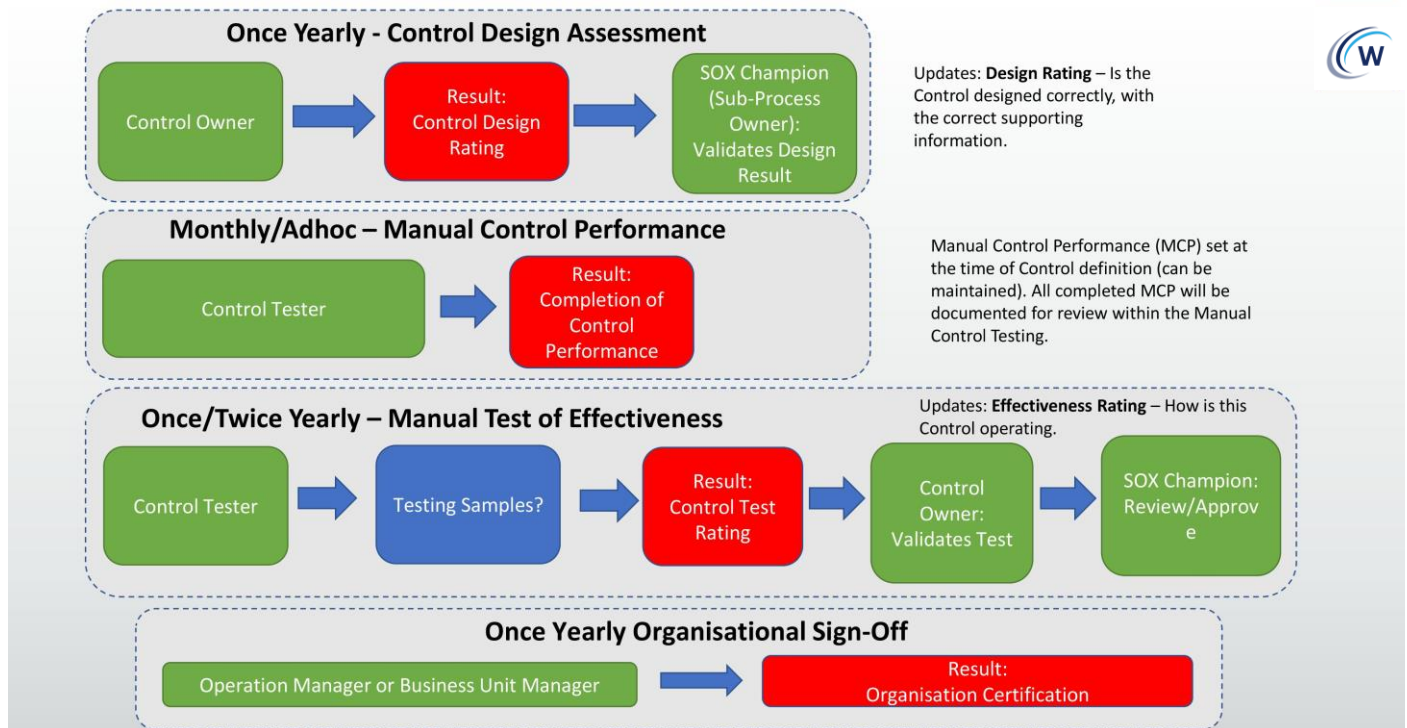 Once Yearly - Control Design Assessment
Control Owner
Result:
Control Design
Rating
SOX Champion
(Sub-Process
Owner):
Validates Design
Result
Updates: Design Rating – Is the
Control designed correctly, with
the correct supporting
information.
W
Monthly/Adhoc – Manual Control Performance
Control Tester
Result:
Completion of
Control
Performance
Manual Control Performance (MCP) set at
the time of Control definition (can be
maintained). All completed MCP will be
documented for review within the Manual
Control Testing.
Once/Twice Yearly – Manual Test of Effectiveness
Updates: Effectiveness Rating – How is this
Control operating.
Control Tester
Testing Samples?
Result:
Control Test
Rating
Control
Owner:
Validates Test
SOX Champion:
Review/Approv
e
Once Yearly Organisational Sign-Off
Operation Manager or Business Unit Manager
Result:
Organisation Certification